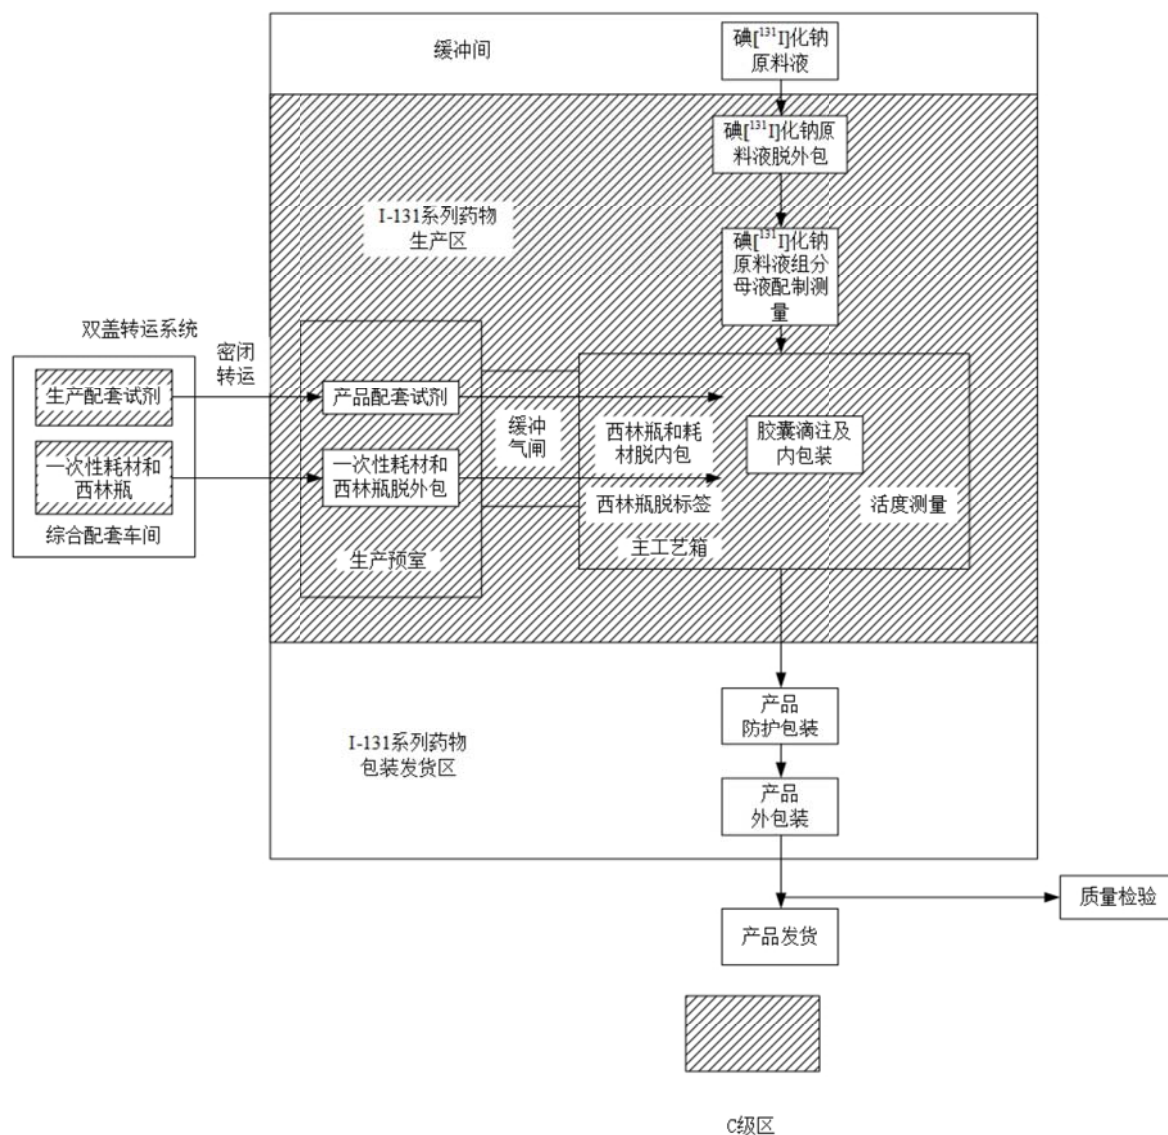 缓冲间
碘[¹³¹I]化钠
原料液
碘[¹³¹I]化钠原
料液脱外包
I-131系列药物
生产区
碘[¹³¹I]化钠
原料液组分
母液配制测
量
双盖转运系统
密闭
转运
生产配套试剂
一次性耗材和
西林瓶
综合配套车间
产品配套试剂
一次性耗材和
西林瓶脱外包
生产预室
缓冲
气闸
西林瓶和耗
材脱内包
西林瓶脱标签
主工艺箱
胶囊滴注及
内包装
活度测量
I-131系列药物
包装发货区
产品
防护包装
产品
外包装
质量检验
产品发货
C级区